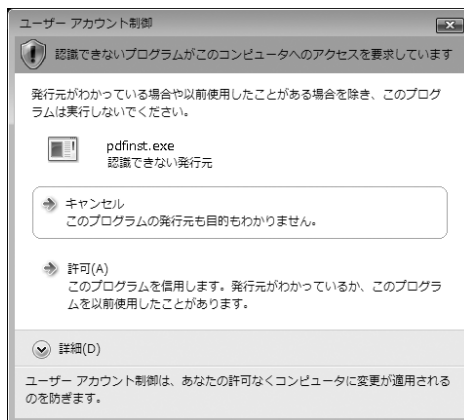 ユーザー アカウント制御
認識できないプログラムがこのコンピュータへのアクセスを要求しています
発行元がわかっている場合や以前使用したことがある場合を除き、このプログ
ラムは実行しないでください。
pdfinst.exe
認識できない発行元
キャンセル
このプログラムの発行元も目的もわかりません。
許可(A)
このプログラムを信用します。発行元がわかっているか、このプログラ
ムを以前使用したことがあります。
詳細(D)
ユーザー アカウント制御は、あなたの許可なくコンピュータに変更が適用される
のを防ぎます。